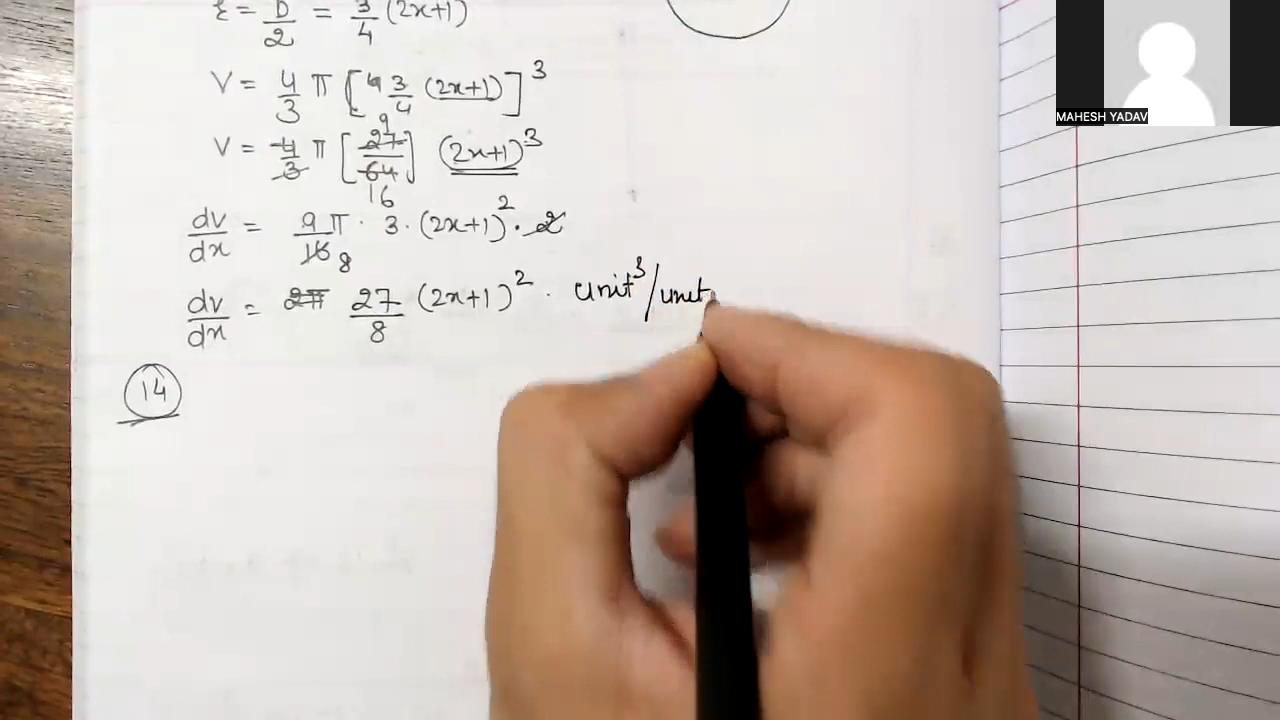 r = D/2 = 3/4 (2x+1)
MAHESH YADAV
V = 4/3 π [ 3/4 (2x+1) ]^3
V = 4/3 π [ 27/64 ] (2x+1)^3
9
16
dv/dx = 9π/16 · 3 · (2x+1)^2 · 2
8
dv/dx = 2π 27/8 (2x+1)^2 · unit^3/unit
14